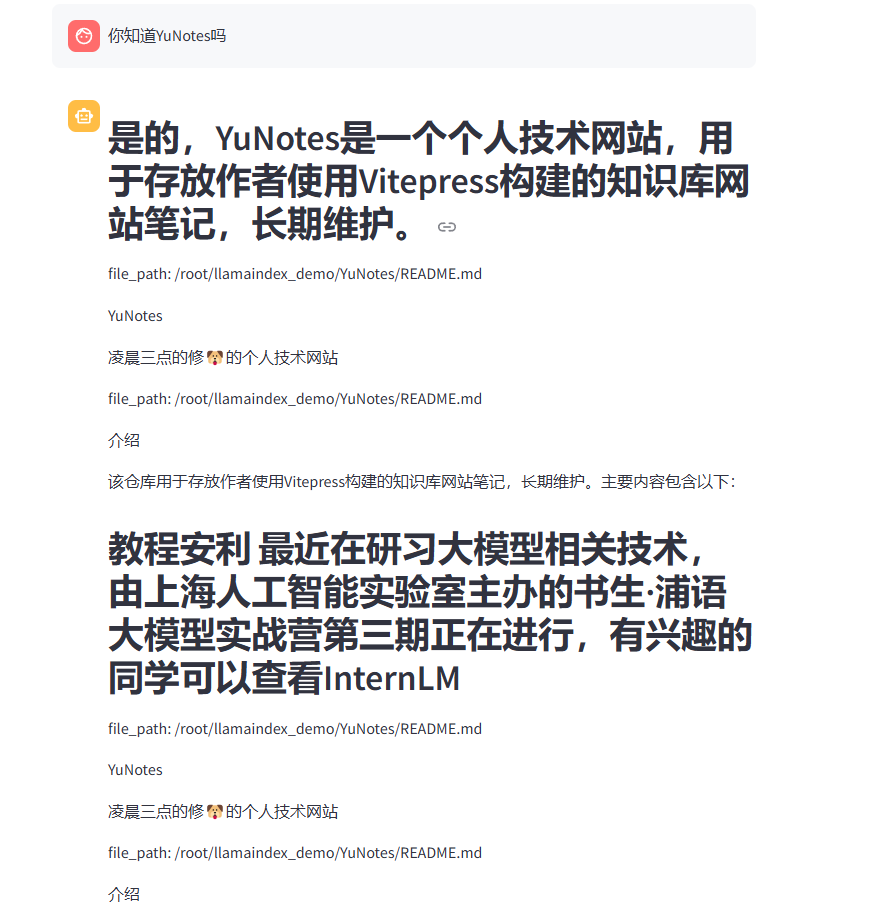 你知道YuNotes吗
是的，YuNotes是一个个人技术网站，用
于存放作者使用Vitepress构建的知识库网
站笔记，长期维护。
file_path: /root/llamaindex_demo/YuNotes/README.md
YuNotes
凌晨三点的修🐶的个人技术网站
file_path: /root/llamaindex_demo/YuNotes/README.md
介绍
该仓库用于存放作者使用Vitepress构建的知识库网站笔记，长期维护。主要内容包含以下：
教程安利 最近在研习大模型相关技术，
由上海人工智能实验室主办的书生·浦语
大模型实战营第三期正在进行，有兴趣的
同学可以查看InternLM
file_path: /root/llamaindex_demo/YuNotes/README.md
YuNotes
凌晨三点的修🐶的个人技术网站
file_path: /root/llamaindex_demo/YuNotes/README.md
介绍